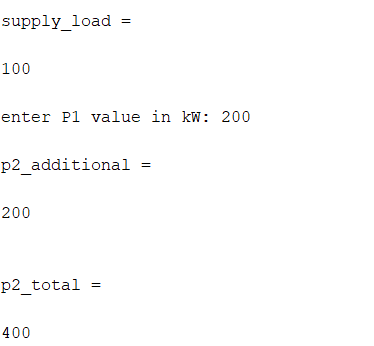 supply_load =
100
enter P1 value in kW: 200
p2_additional =
200
p2_total =
400